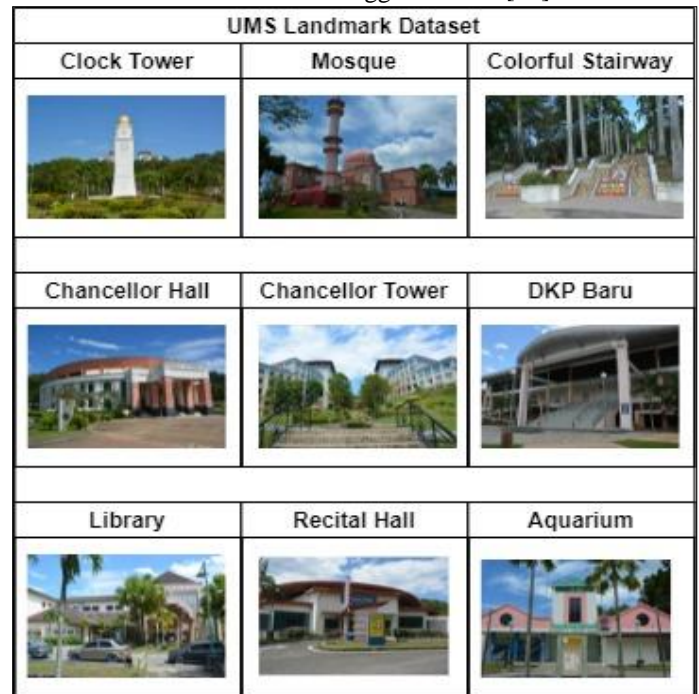 UMS Landmark Dataset
Clock Tower Mosque Colorful Stairway
Chancellor Hall Chancellor Tower DKP Baru
Library Recital Hall Aquarium